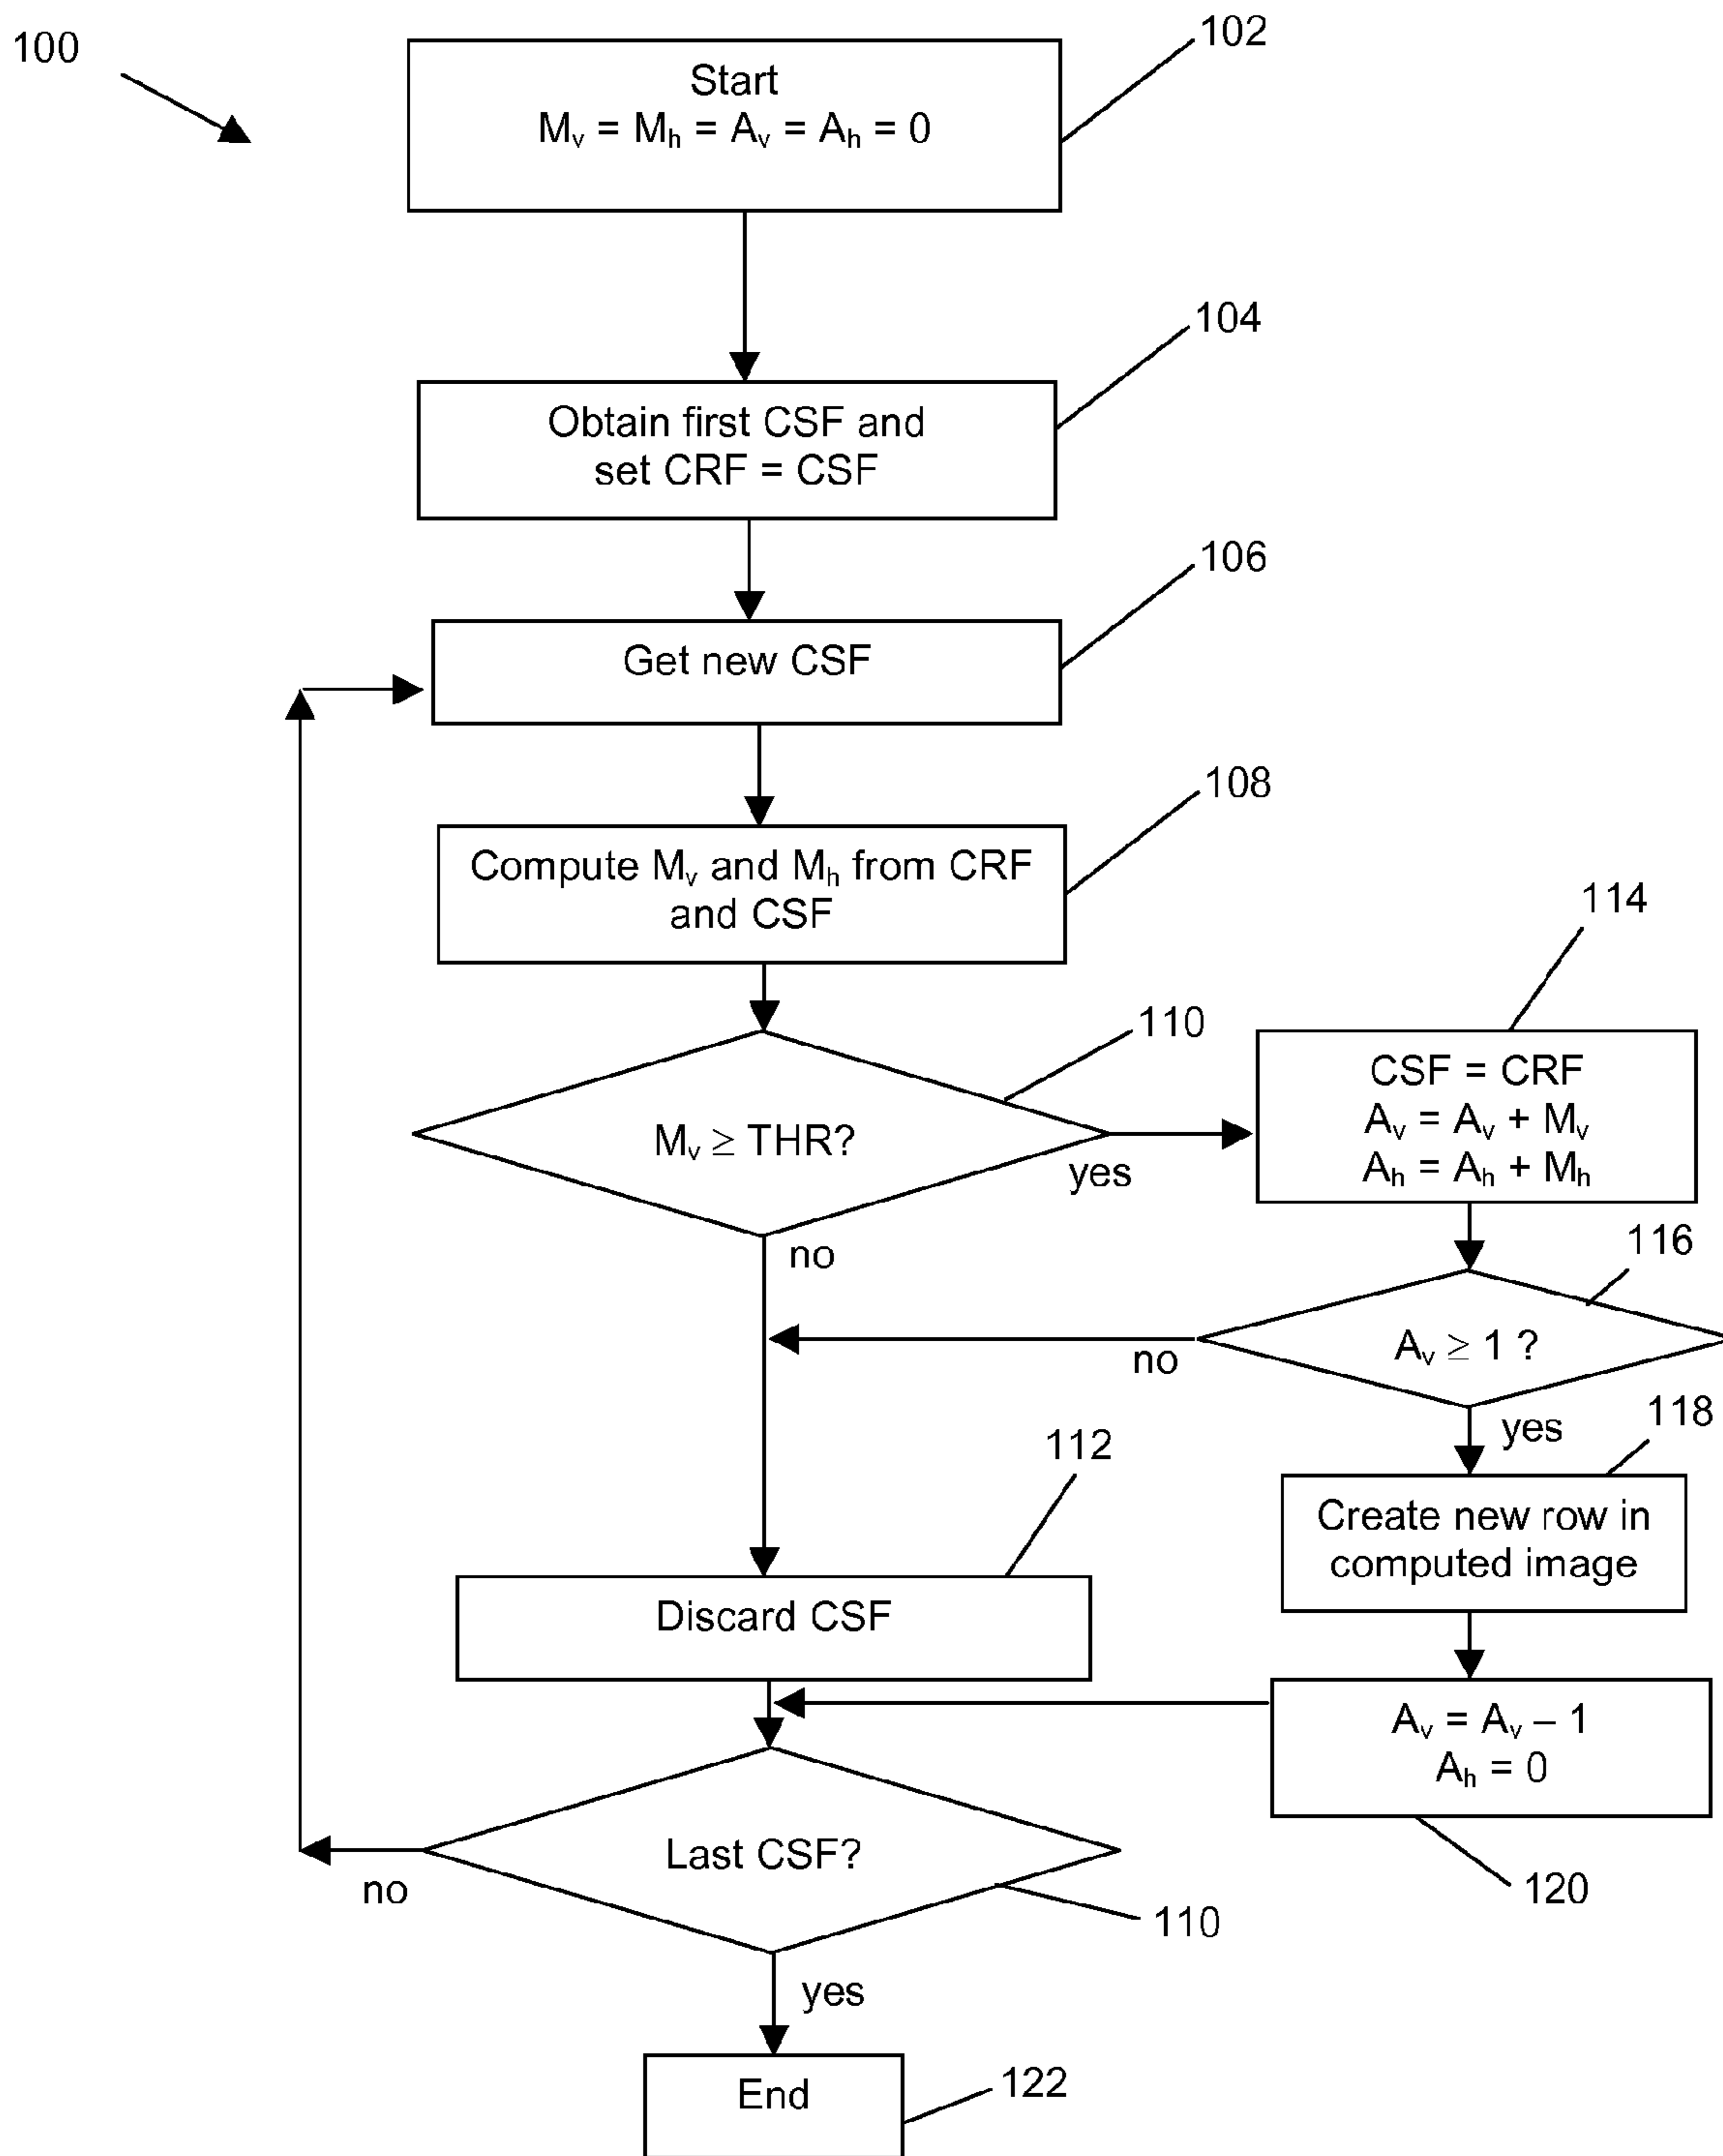 100
102
Start
Mv = Mh = Av = Ah = 0
104
Obtain first CSF and
set CRF = CSF
106
Get new CSF
108
Compute Mv and Mh from CRF
and CSF
110
Mv ≥ THR?
yes
no
114
CSF = CRF
Av = Av + Mv
Ah = Ah + Mh
116
Av ≥ 1 ?
no
yes
118
Create new row in
computed image
112
Discard CSF
Av = Av – 1
Ah = 0
120
Last CSF?
no
110
yes
End
122